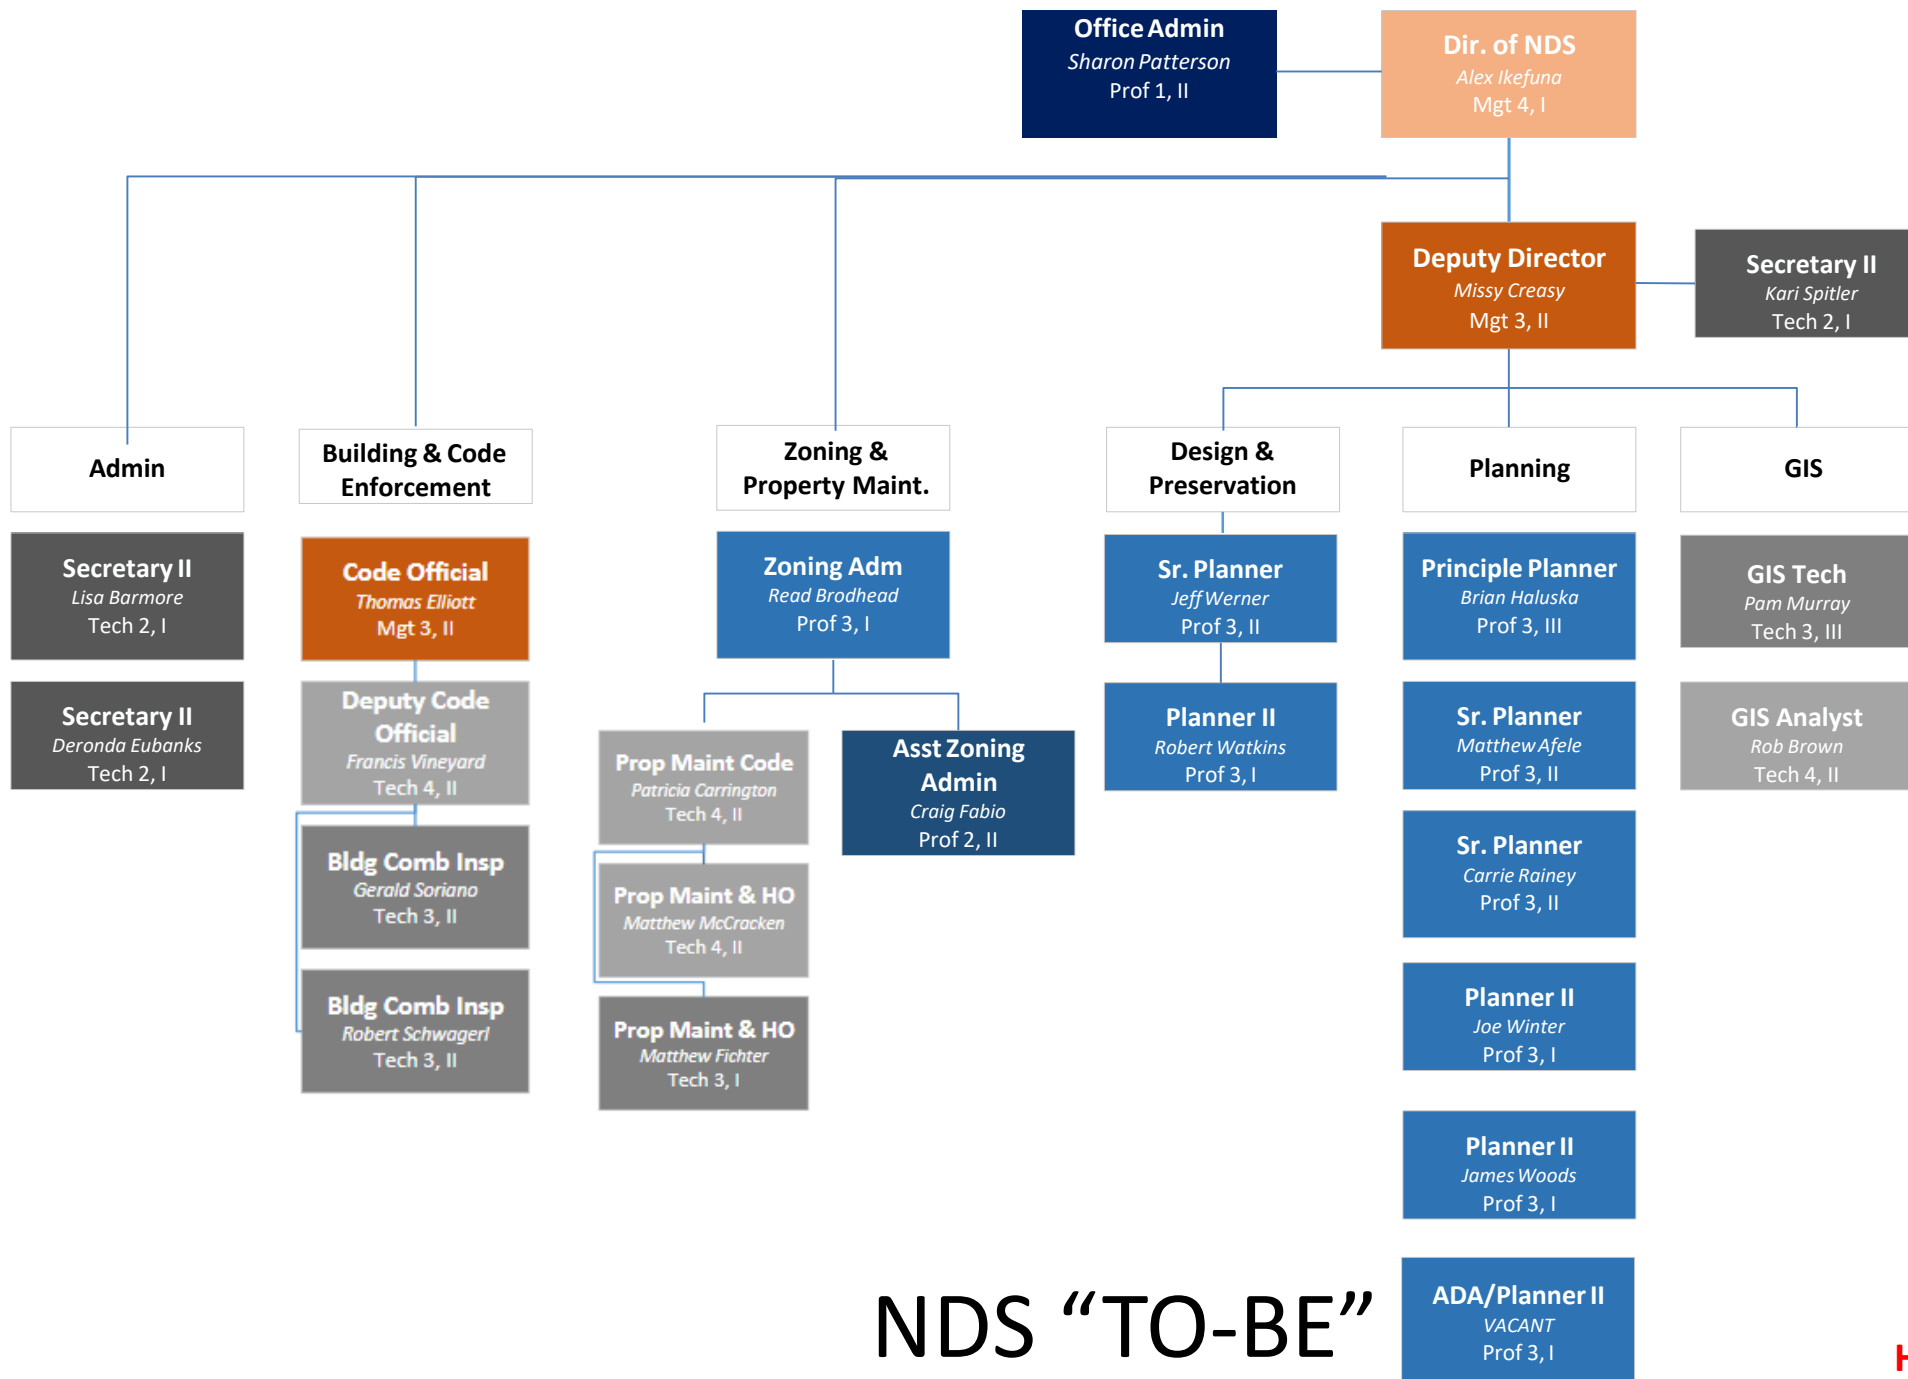 Office Admin
Sharon Patterson
Prof 1, II
Dir. of NDS
Alex Ikefuna
Mgt 4, I
Deputy Director
Missy Creasy
Mgt 3, II
Secretary II
Kari Spitler
Tech 2, I
Admin
Secretary II
Lisa Barmore
Tech 2, I
Secretary II
Deronda Eubanks
Tech 2, I
Building & Code
Enforcement
Code Official
Thomas Elliott
Mgt 3, II
Deputy Code
Official
Francis Vineyard
Tech 4, II
Bldg Comb Insp
Gerald Soriano
Tech 3, II
Bldg Comb Insp
Robert Schwagerl
Tech 3, II
Zoning &
Property Maint.
Zoning Adm
Read Brodhead
Prof 3, I
Prop Maint Code
Patricia Carrington
Tech 4, II
Prop Maint & HO
Matthew McCracken
Tech 4, II
Prop Maint & HO
Matthew Fichter
Tech 3, I
Asst Zoning
Admin
Craig Fabio
Prof 2, II
Design &
Preservation
Sr. Planner
Jeff Werner
Prof 3, II
Planner II
Robert Watkins
Prof 3, I
Planning
Principle Planner
Brian Haluska
Prof 3, III
Sr. Planner
Matthew Afele
Prof 3, II
Sr. Planner
Carrie Rainey
Prof 3, II
Planner II
Joe Winter
Prof 3, I
Planner II
James Woods
Prof 3, I
ADA/Planner II
VACANT
Prof 3, I
GIS
GIS Tech
Pam Murray
Tech 3, III
GIS Analyst
Rob Brown
Tech 4, II
NDS “TO-BE”